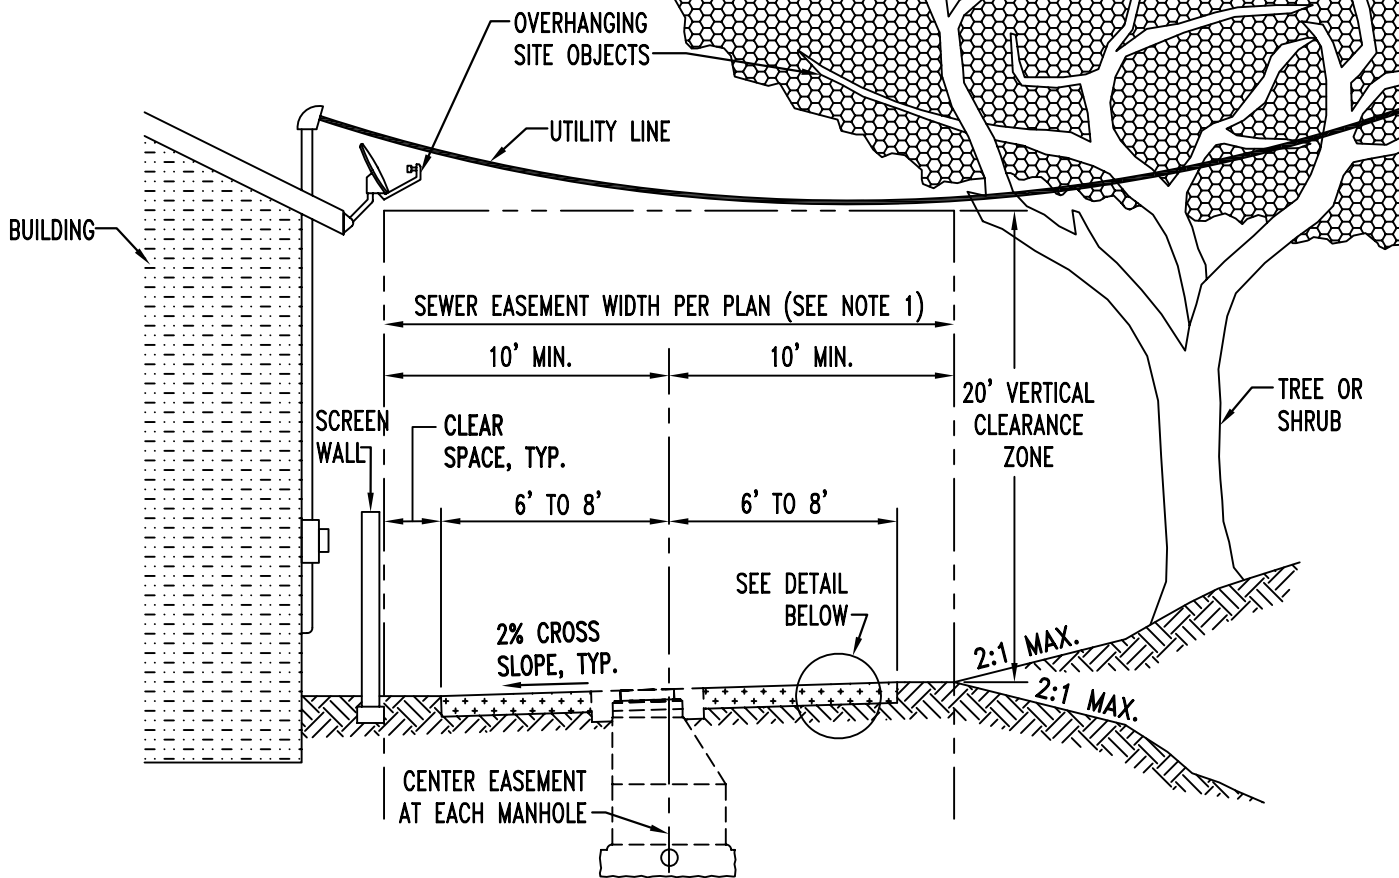 OVERHANGING
SITE OBJECTS
UTILITY LINE
BUILDING
SEWER EASEMENT WIDTH PER PLAN (SEE NOTE 1)
10' MIN.
10' MIN.
20' VERTICAL
CLEARANCE
ZONE
TREE OR
SHRUB
SCREEN
WALL
CLEAR
SPACE, TYP.
6' TO 8'
6' TO 8'
SEE DETAIL
BELOW
2% CROSS
SLOPE, TYP.
2:1 MAX.
2:1 MAX.
CENTER EASEMENT
AT EACH MANHOLE